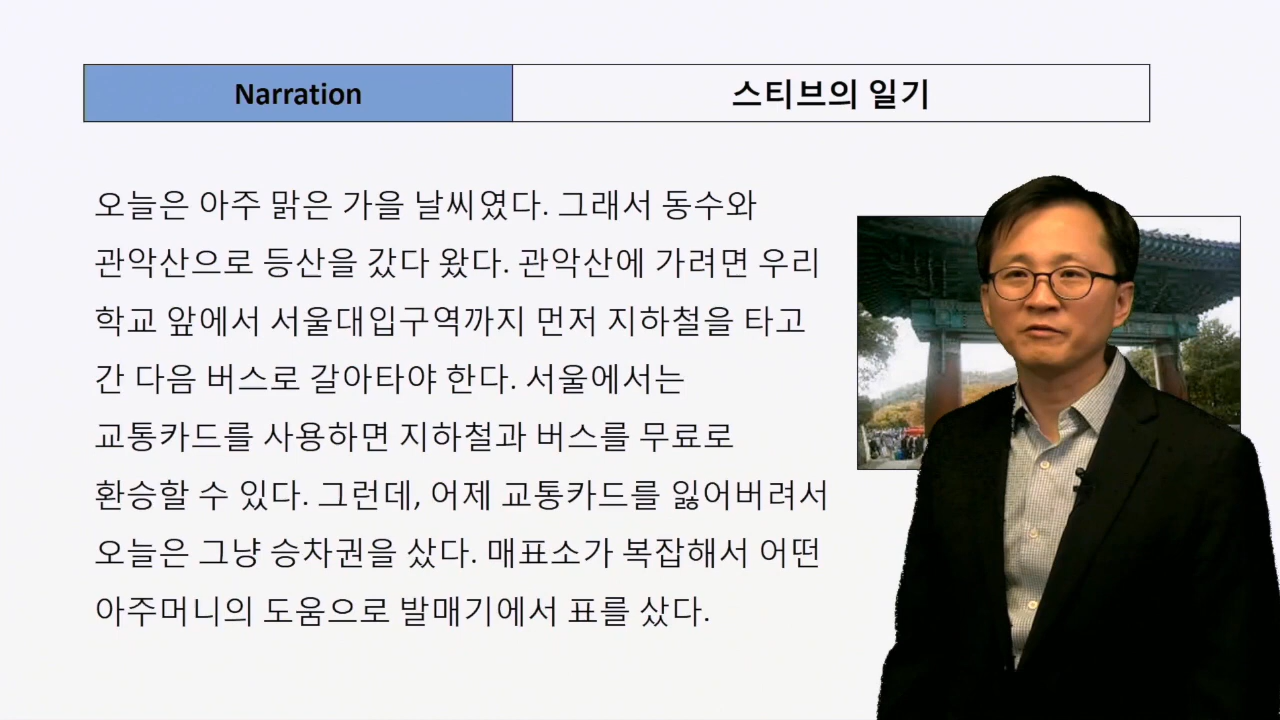 Narration
스티브의 일기
오늘은 아주 맑은 가을 날씨였다. 그래서 동수와
관악산으로 등산을 갔다 왔다. 관악산에 가려면 우리
학교 앞에서 서울대입구역까지 먼저 지하철을 타고
간 다음 버스로 갈아타야 한다. 서울에서는
교통카드를 사용하면 지하철과 버스를 무료로
환승할 수 있다. 그런데, 어제 교통카드를 잃어버려서
오늘은 그냥 승차권을 샀다. 매표소가 복잡해서 어떤
아주머니의 도움으로 발매기에서 표를 샀다.